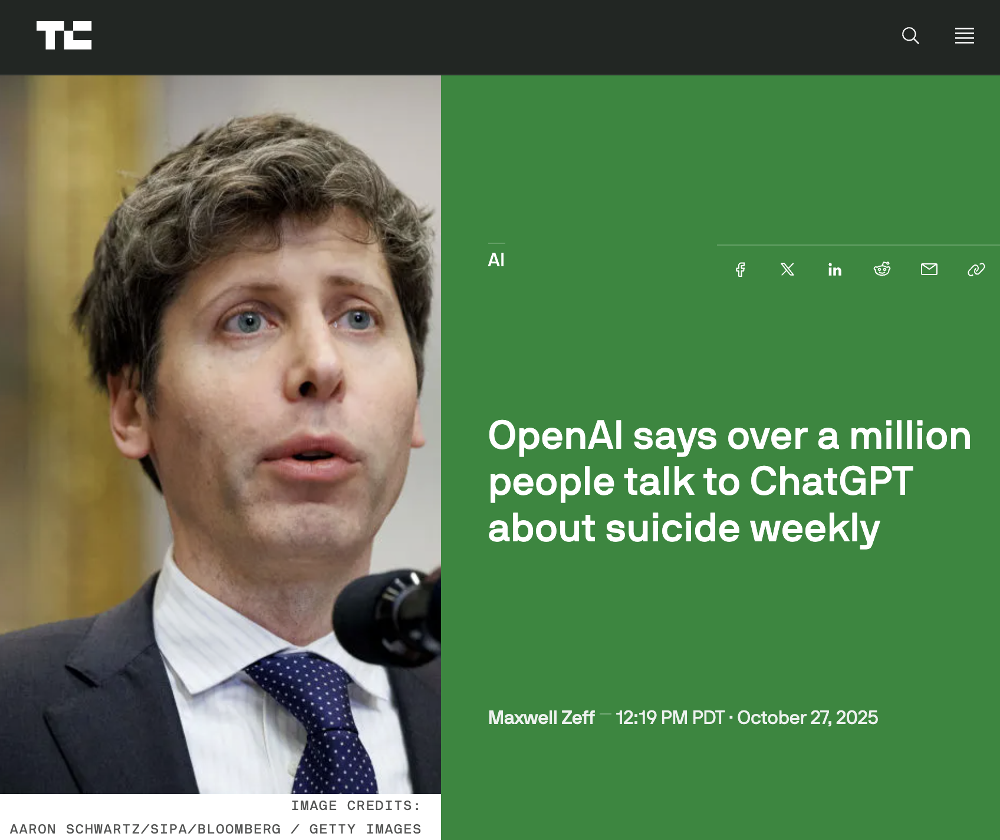 TC
AI
OpenAI says over a million
people talk to ChatGPT
about suicide weekly
Maxwell Zeff — 12:19 PM PDT · October 27, 2025
IMAGE CREDITS:
AARON SCHWARTZ/SIPA/BLOOMBERG / GETTY IMAGES